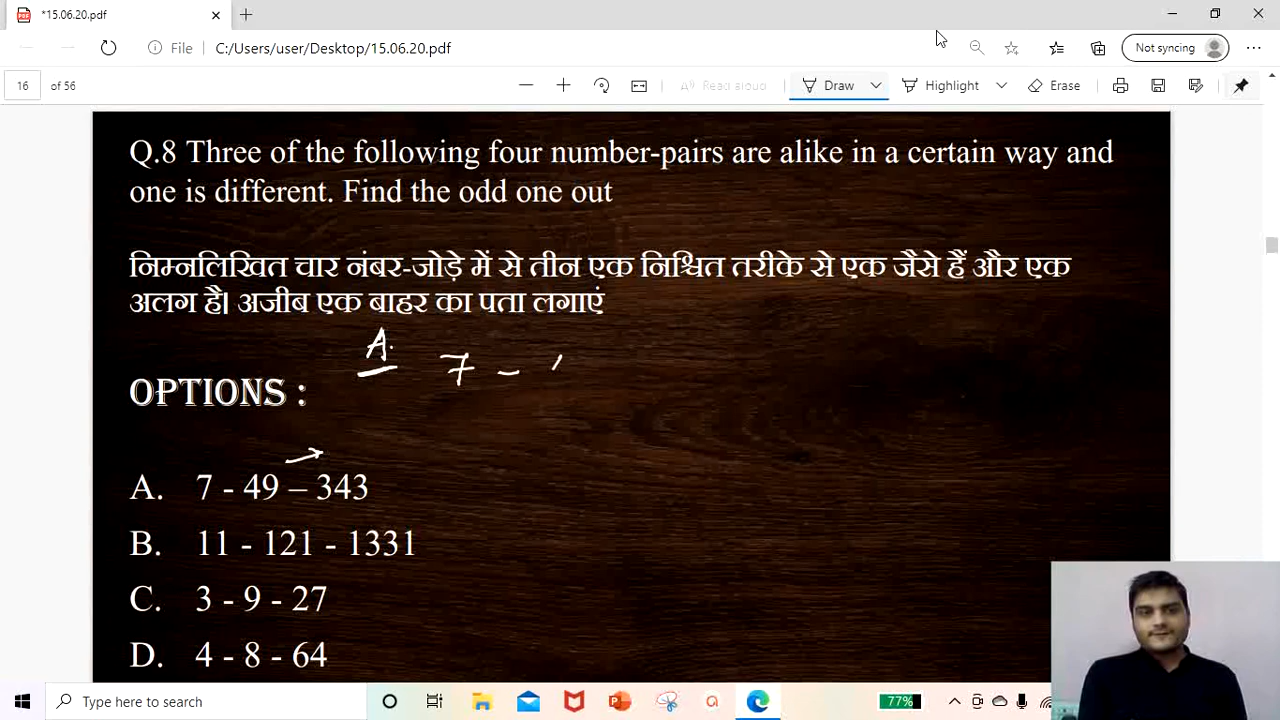 *15.06.20.pdf
File C:/Users/user/Desktop/15.06.20.pdf Not syncing
16 of 56 Read aloud Draw Highlight Erase
Q.8 Three of the following four number-pairs are alike in a certain way and
one is different. Find the odd one out
निम्नलिखित चार नंबर-जोड़े में से तीन एक निश्चित तरीके से एक जैसे हैं और एक
अलग है। अजीब एक बाहर का पता लगाएं
A. 7 -
OPTIONS :
A. 7 - 49 – 343
B. 11 - 121 - 1331
C. 3 - 9 - 27
D. 4 - 8 - 64
Type here to search 77%